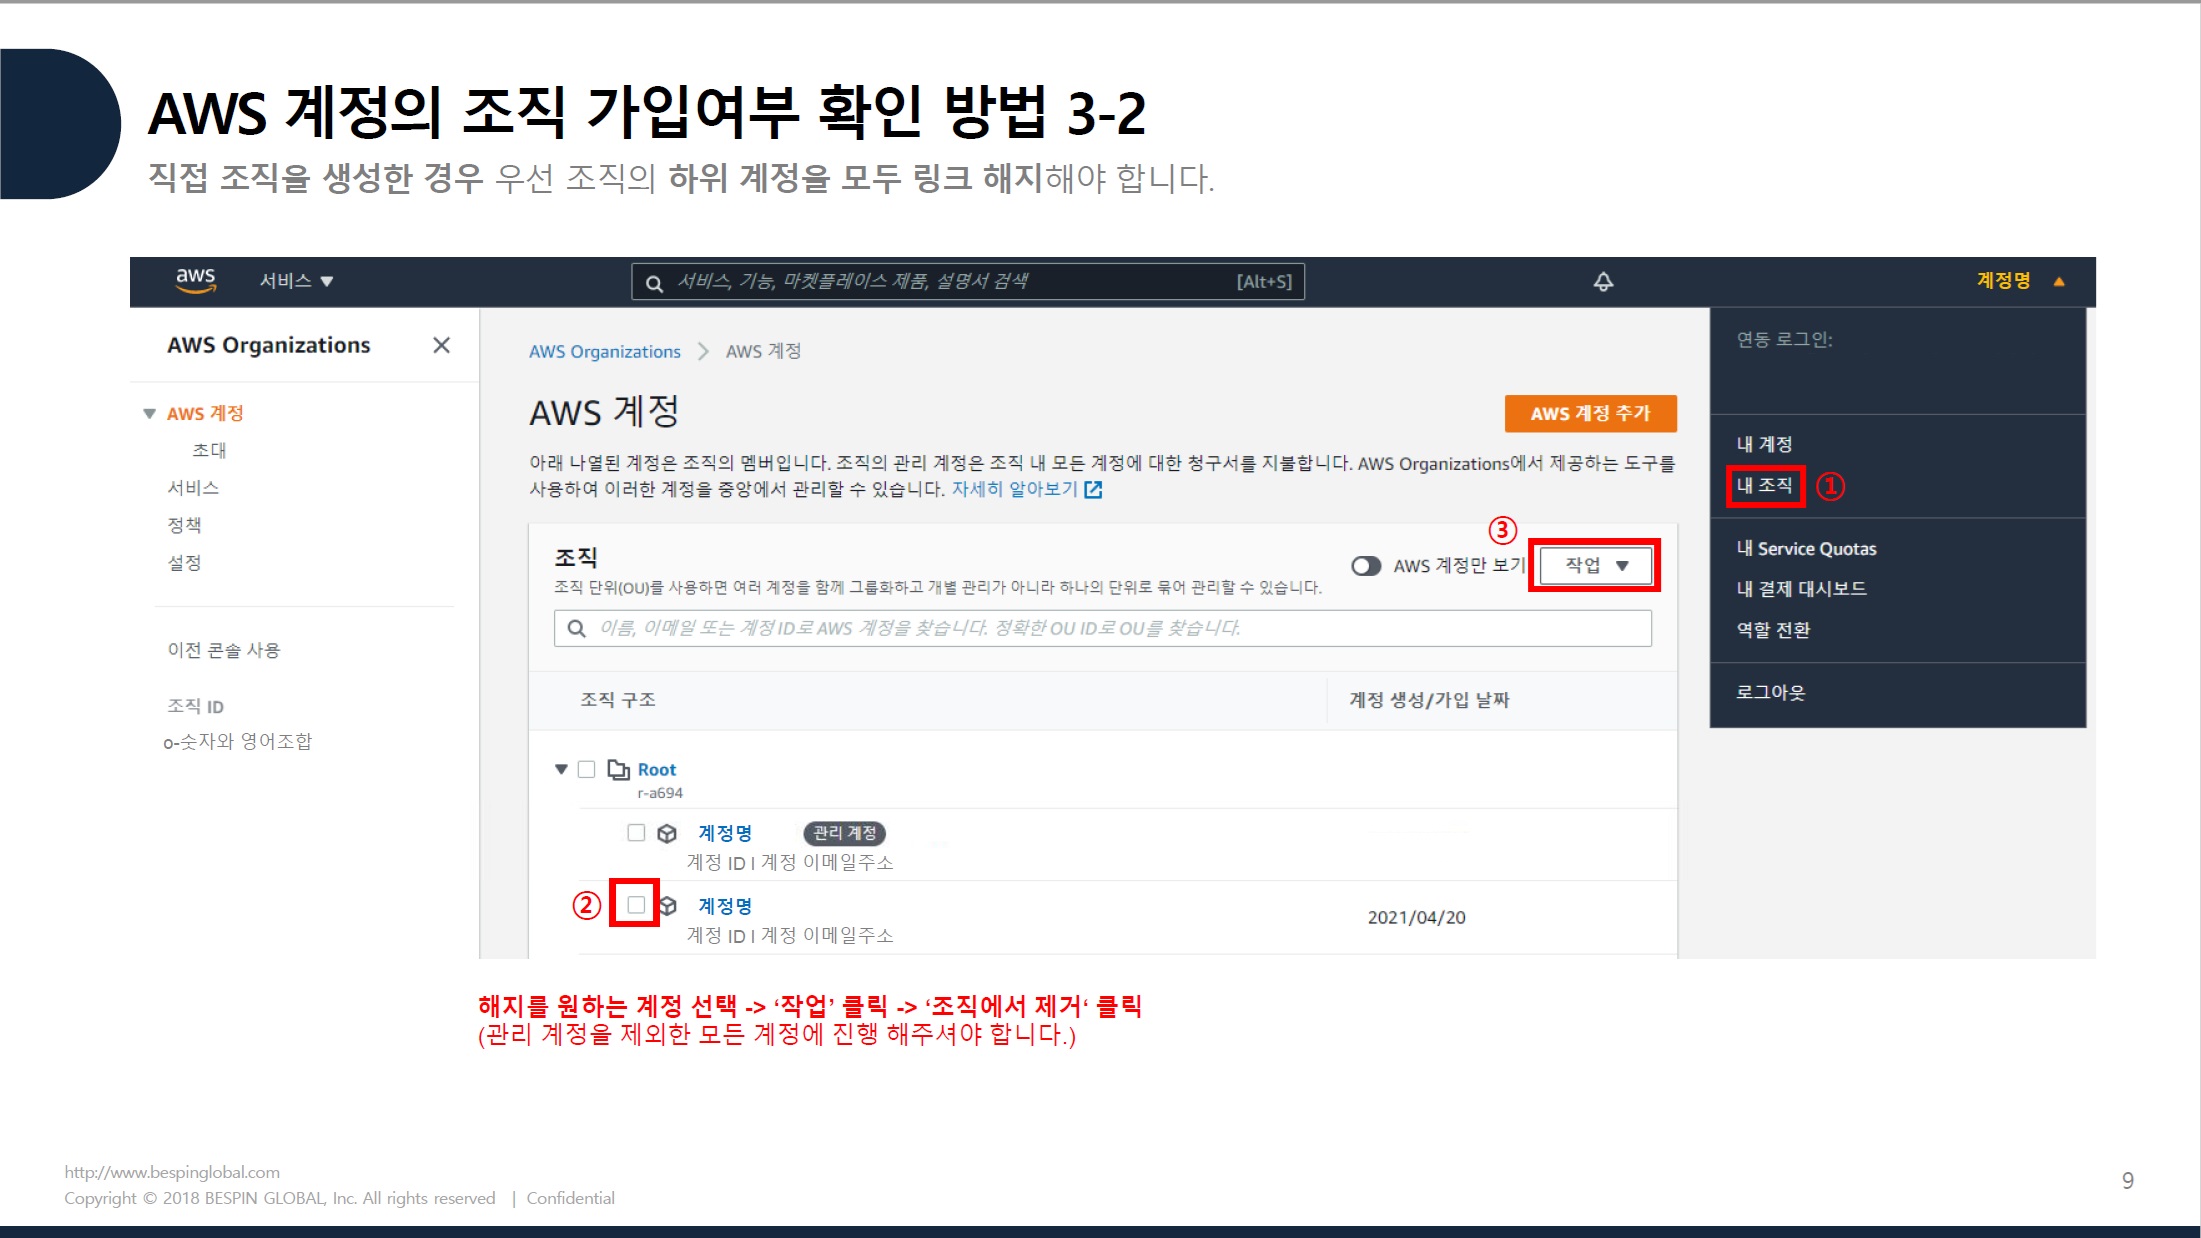 AWS 계정의 조직 가입여부 확인 방법 3-2
직접 조직을 생성한 경우 우선 조직의 하위 계정을 모두 링크 해지해야 합니다.
aws 서비스 ▼ 서비스, 기능, 마켓플레이스 제품, 설명서 검색 [Alt+S] 계정명 ▲
AWS Organizations ✕
▼ AWS 계정
초대
서비스
정책
설정
이전 콘솔 사용
조직 ID
o-숫자와 영어조합
AWS Organizations > AWS 계정
AWS 계정
AWS 계정 추가
아래 나열된 계정은 조직의 멤버입니다. 조직의 관리 계정은 조직 내 모든 계정에 대한 청구서를 지불합니다. AWS Organizations에서 제공하는 도구를
사용하여 이러한 계정을 중앙에서 관리할 수 있습니다. 자세히 알아보기
③
조직
AWS 계정만 보기 작업 ▼
조직 단위(OU)를 사용하면 여러 계정을 함께 그룹화하고 개별 관리가 아니라 하나의 단위로 묶어 관리할 수 있습니다.
이름, 이메일 또는 계정 ID로 AWS 계정을 찾습니다. 정확한 OU ID로 OU를 찾습니다.
조직 구조 계정 생성/가입 날짜
▼ Root
r-a694
계정명 관리 계정
계정 ID I 계정 이메일주소
② 계정명
계정 ID I 계정 이메일주소
2021/04/20
연동 로그인:
내 계정
내 조직 ①
내 Service Quotas
내 결제 대시보드
역할 전환
로그아웃
해지를 원하는 계정 선택 -> ‘작업’ 클릭 -> ‘조직에서 제거‘ 클릭
(관리 계정을 제외한 모든 계정에 진행 해주셔야 합니다.)
http://www.bespinglobal.com
Copyright © 2018 BESPIN GLOBAL, Inc. All rights reserved | Confidential
9